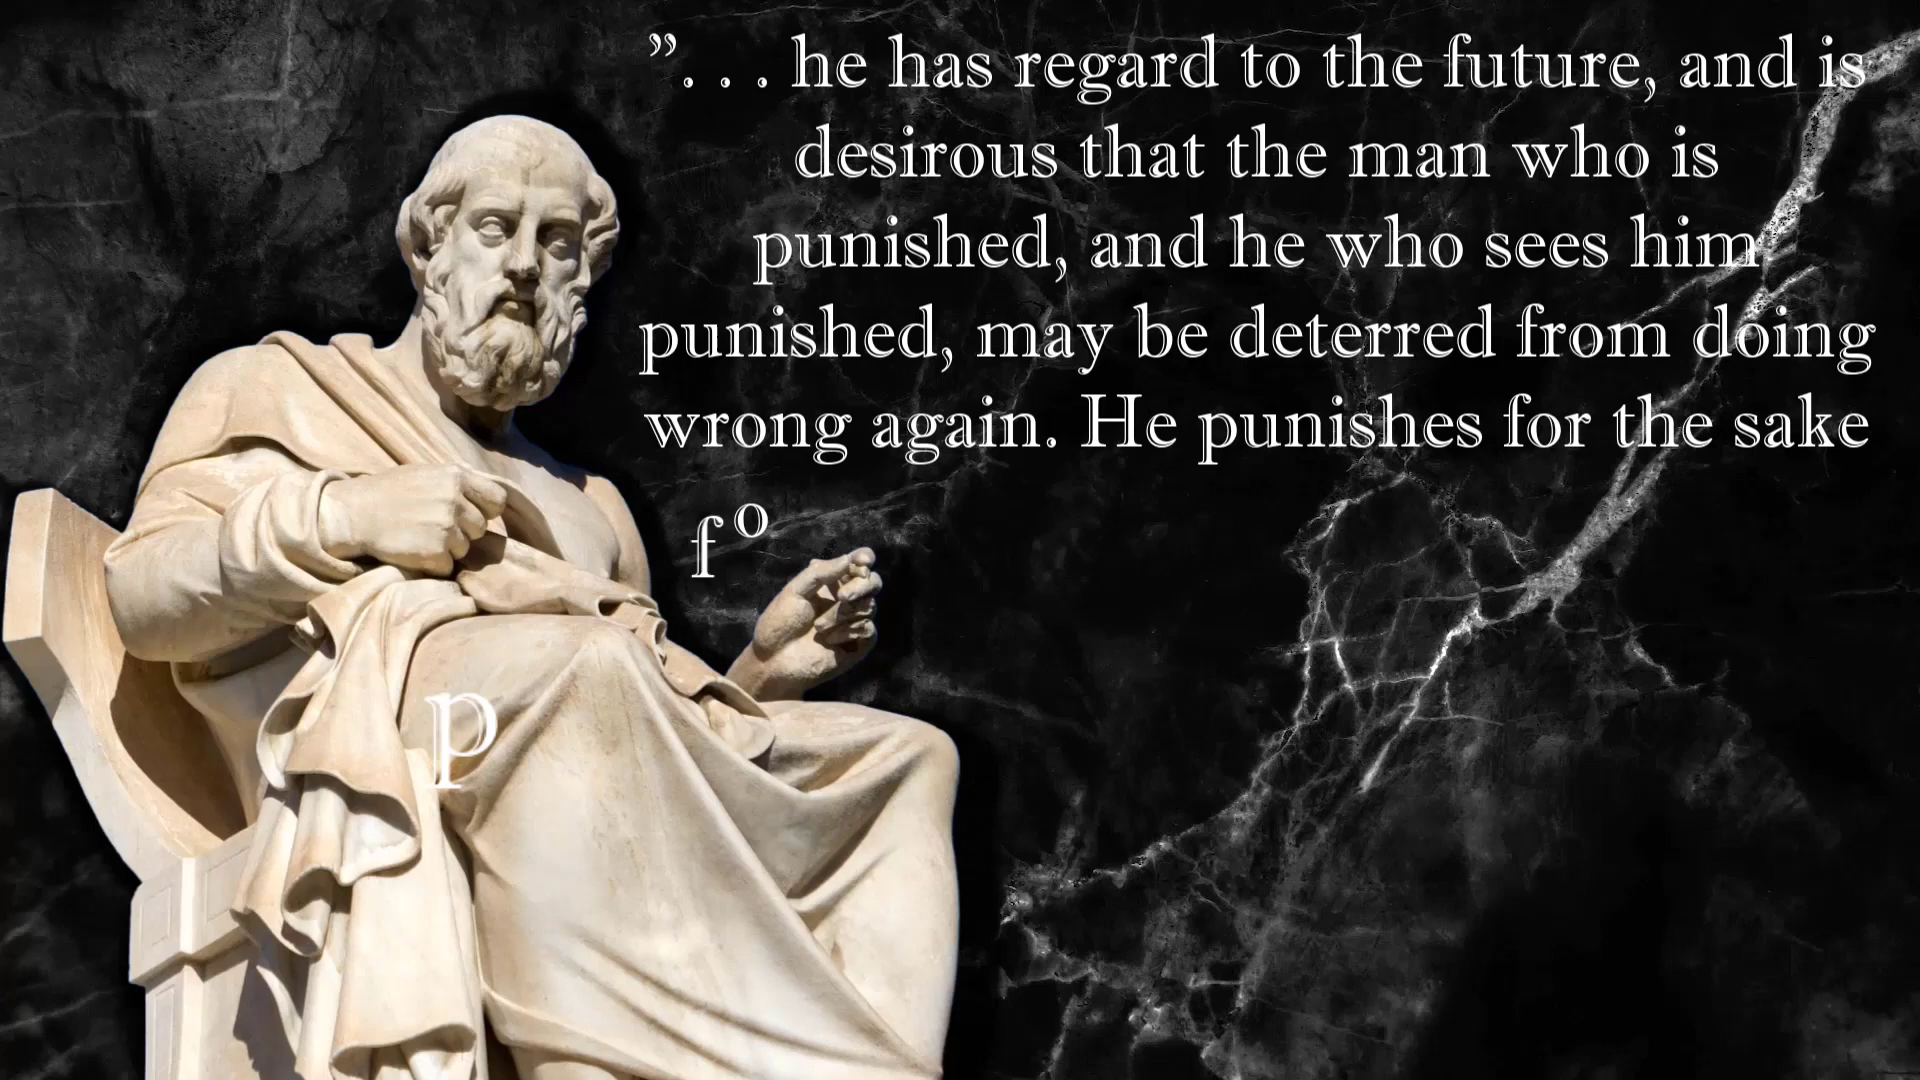 ”. . . he has regard to the future, and is
desirous that the man who is
punished, and he who sees him
punished, may be deterred from doing
wrong again. He punishes for the sake
fo
p